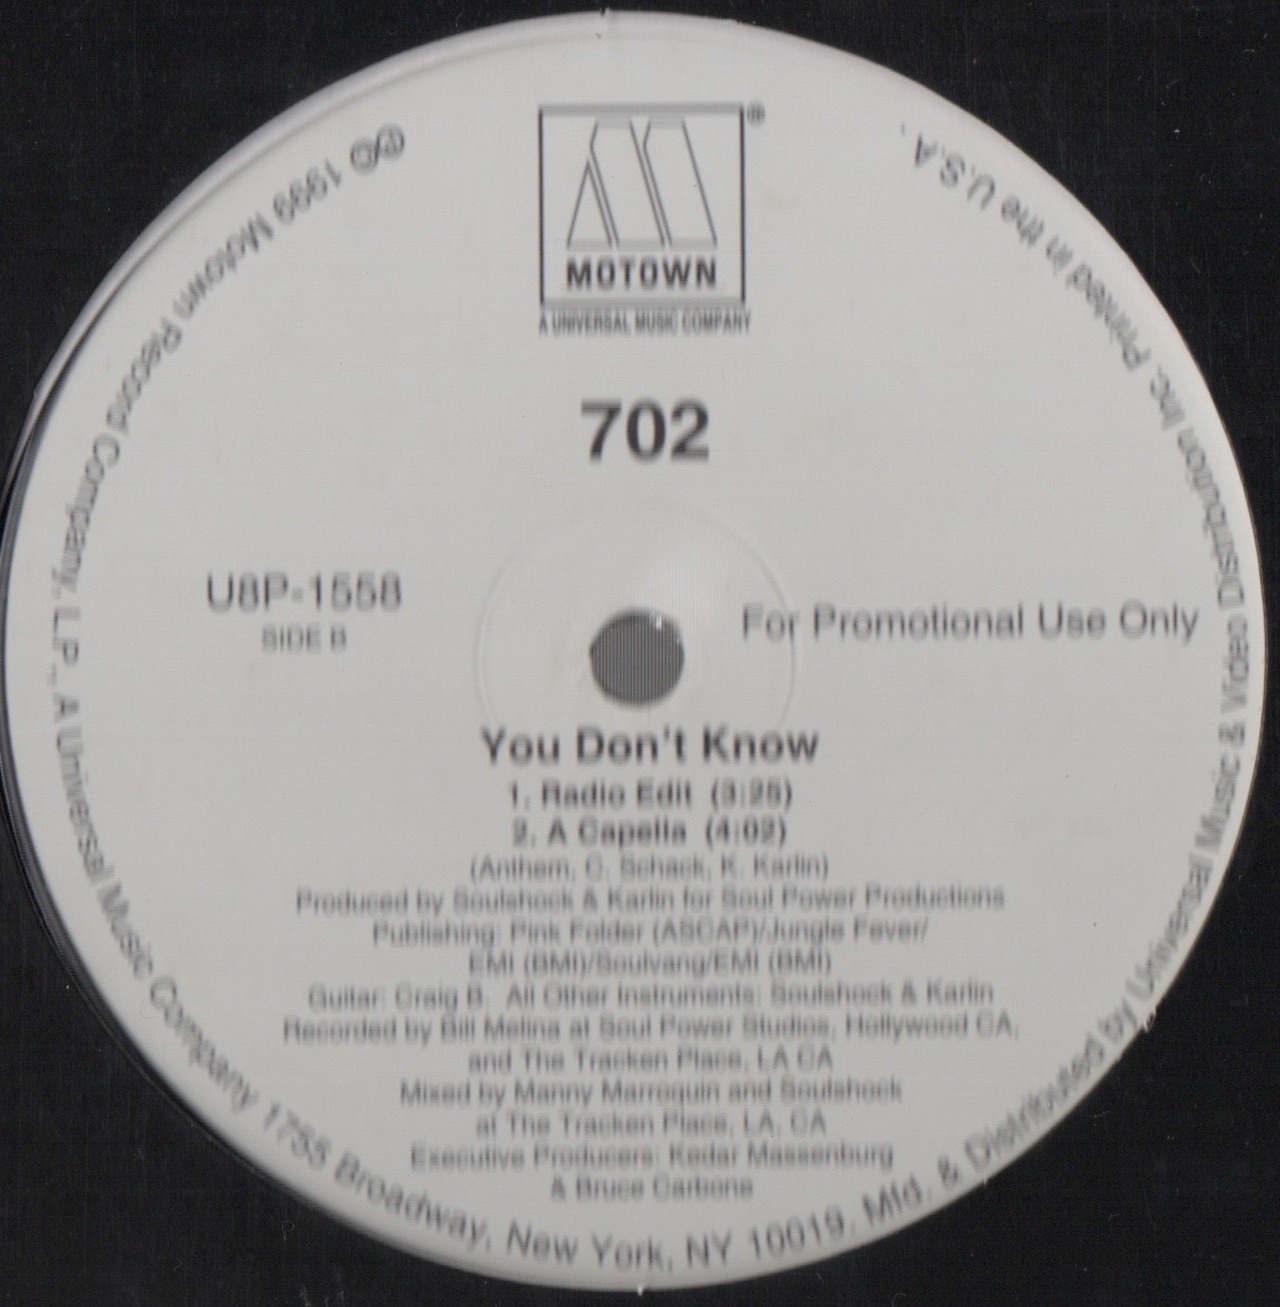 MOTOWN ®
A UNIVERSAL MUSIC COMPANY
702
U8P-1558
SIDE B
For Promotional Use Only
You Don't Know
1. Radio Edit (3:25)
2. A Capella (4:02)
(Anthem, C. Schack, K. Karlin)
Produced by Soulshock & Karlin for Soul Power Productions
Publishing: Pink Folder (ASCAP)/Jungle Fever/
EMI (BMI)/Soulvang/EMI (BMI)
Guitar: Craig B. All Other Instruments: Soulshock & Karlin
Recorded by Bill Melina at Soul Power Studios, Hollywood CA,
and The Tracken Place, LA CA
Mixed by Manny Marroquin and Soulshock
at The Tracken Place, LA, CA
Executive Producers: Kedar Massenburg
& Bruce Carbone
℗© 1999 Motown Record Company, L.P., A Universal Music Company 1755 Broadway, New York, NY 10019. Mfd. & Distributed by Universal Music & Video Distribution Inc. Printed in the U.S.A.